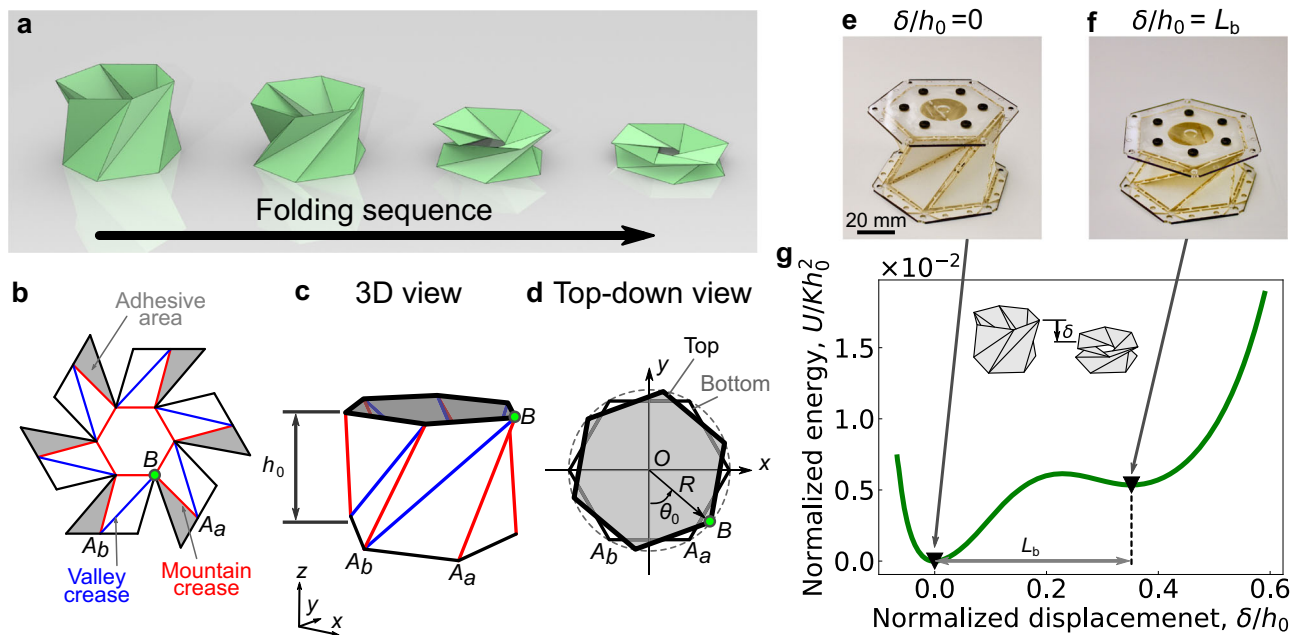 a
Folding sequence
b
Adhesive
area
B
A_b
A_a
Valley
crease
Mountain
crease
c 3D view
h_0
B
A_b
A_a
z
y
x
d Top-down view
Top
Bottom
y
x
O
R
θ_0
B
A_b
A_a
e δ/h_0 =0
20 mm
f δ/h_0 = L_b
g
×10^−2
Normalized energy, U/Kh_0^2
1.5
1.0
0.5
0.0
δ
L_b
0.0 0.2 0.4 0.6
Normalized displacemenet, δ/h_0